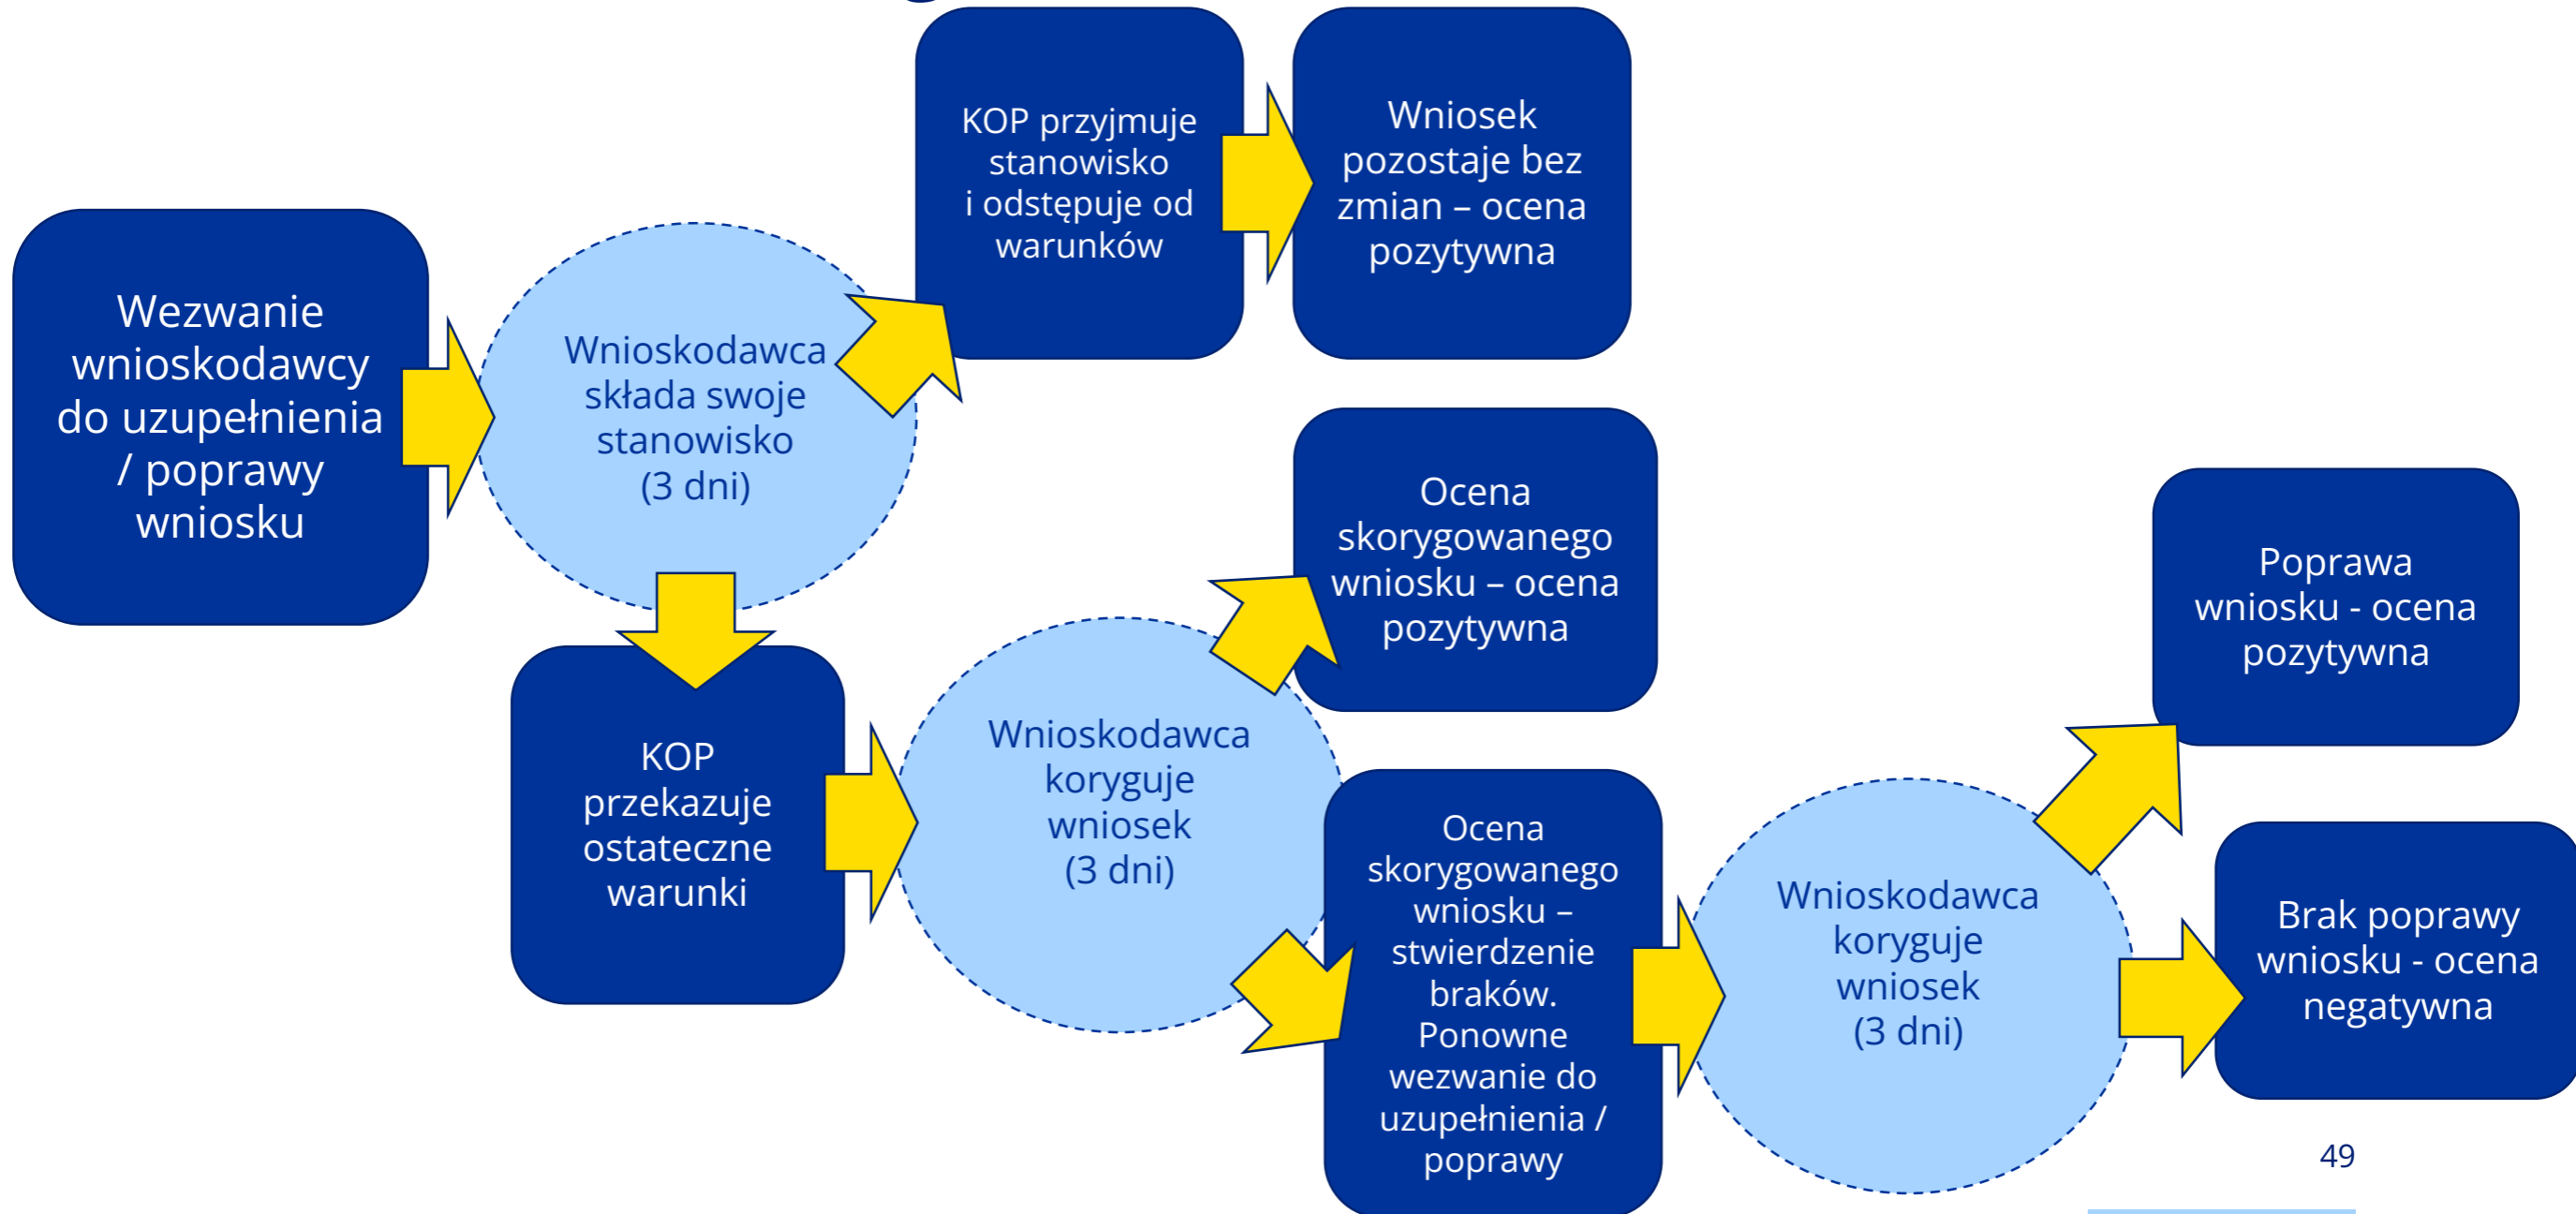 Wezwanie
wnioskodawcy
do uzupełnienia
/ poprawy
wniosku
Wnioskodawca
składa swoje
stanowisko
(3 dni)
KOP przyjmuje
stanowisko
i odstępuje od
warunków
Wniosek
pozostaje bez
zmian – ocena
pozytywna
KOP
przekazuje
ostateczne
warunki
Wnioskodawca
koryguje
wniosek
(3 dni)
Ocena
skorygowanego
wniosku – ocena
pozytywna
Ocena
skorygowanego
wniosku –
stwierdzenie
braków.
Ponowne
wezwanie do
uzupełnienia /
poprawy
Wnioskodawca
koryguje
wniosek
(3 dni)
Poprawa
wniosku - ocena
pozytywna
Brak poprawy
wniosku - ocena
negatywna
49